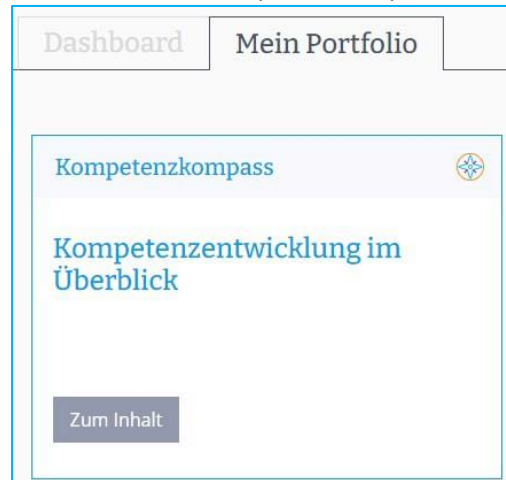 Dashboard
Mein Portfolio
Kompetenzkompass
Kompetenzentwicklung im
Überblick
Zum Inhalt